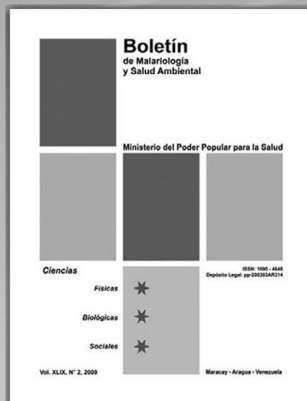 Boletín
de Malariología
y Salud Ambiental
Ministerio del Poder Popular para la Salud
Ciencias
ISSN: 1690 - 4648
Depósito Legal: pp-200303AR314
Físicas
Biológicas
Sociales
Vol. XLIX, N° 2, 2009
Maracay - Aragua - Venezuela